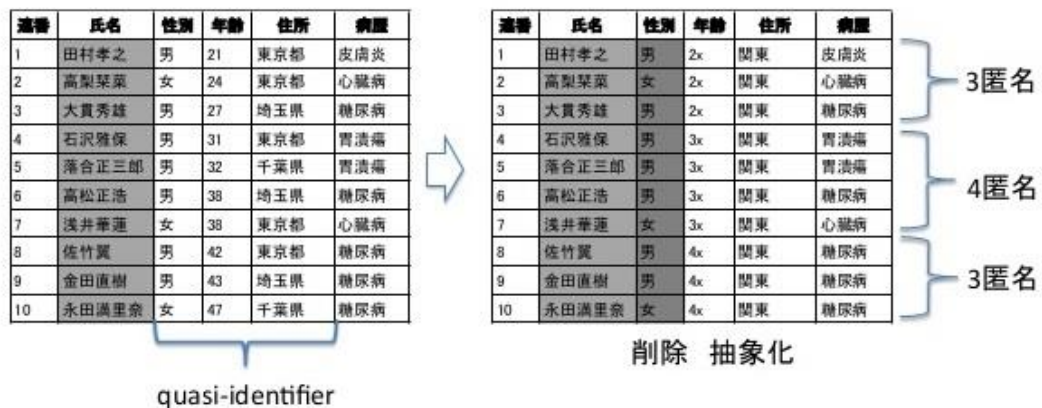 連番 氏名 性別 年齢 住所 病歴
1 田村孝之 男 21 東京都 皮膚炎
2 高梨栞菜 女 24 東京都 心臓病
3 大貫秀雄 男 27 埼玉県 糖尿病
4 石沢雅保 男 31 東京都 胃潰瘍
5 落合正三郎 男 32 千葉県 胃潰瘍
6 高松正浩 男 38 埼玉県 糖尿病
7 浅井華蓮 女 38 東京都 心臓病
8 佐竹翼 男 42 東京都 糖尿病
9 金田直樹 男 43 埼玉県 糖尿病
10 永田満里奈 女 47 千葉県 糖尿病
quasi-identifier
連番 氏名 性別 年齢 住所 病歴
1 田村孝之 男 2x 関東 皮膚炎
2 高梨栞菜 女 2x 関東 心臓病
3 大貫秀雄 男 2x 関東 糖尿病
4 石沢雅保 男 3x 関東 胃潰瘍
5 落合正三郎 男 3x 関東 胃潰瘍
6 高松正浩 男 3x 関東 糖尿病
7 浅井華蓮 女 3x 関東 心臓病
8 佐竹翼 男 4x 関東 糖尿病
9 金田直樹 男 4x 関東 糖尿病
10 永田満里奈 女 4x 関東 糖尿病
3匿名
4匿名
3匿名
削除 抽象化